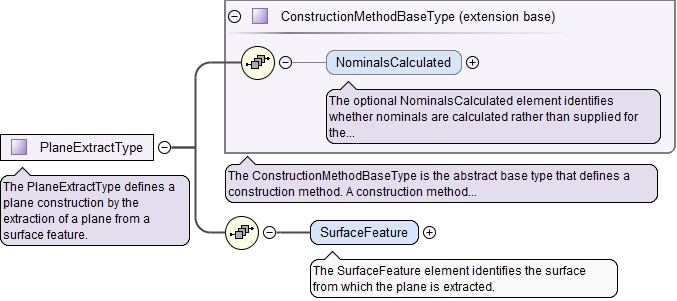 ConstructionMethodBaseType (extension base)
NominalsCalculated
The optional NominalsCalculated element identifies
whether nominals are calculated rather than supplied for
the...
PlaneExtractType
The PlaneExtractType defines a
plane construction by the
extraction of a plane from a
surface feature.
The ConstructionMethodBaseType is the abstract base type that defines a
construction method. A construction method...
SurfaceFeature
The SurfaceFeature element identifies the surface
from which the plane is extracted.